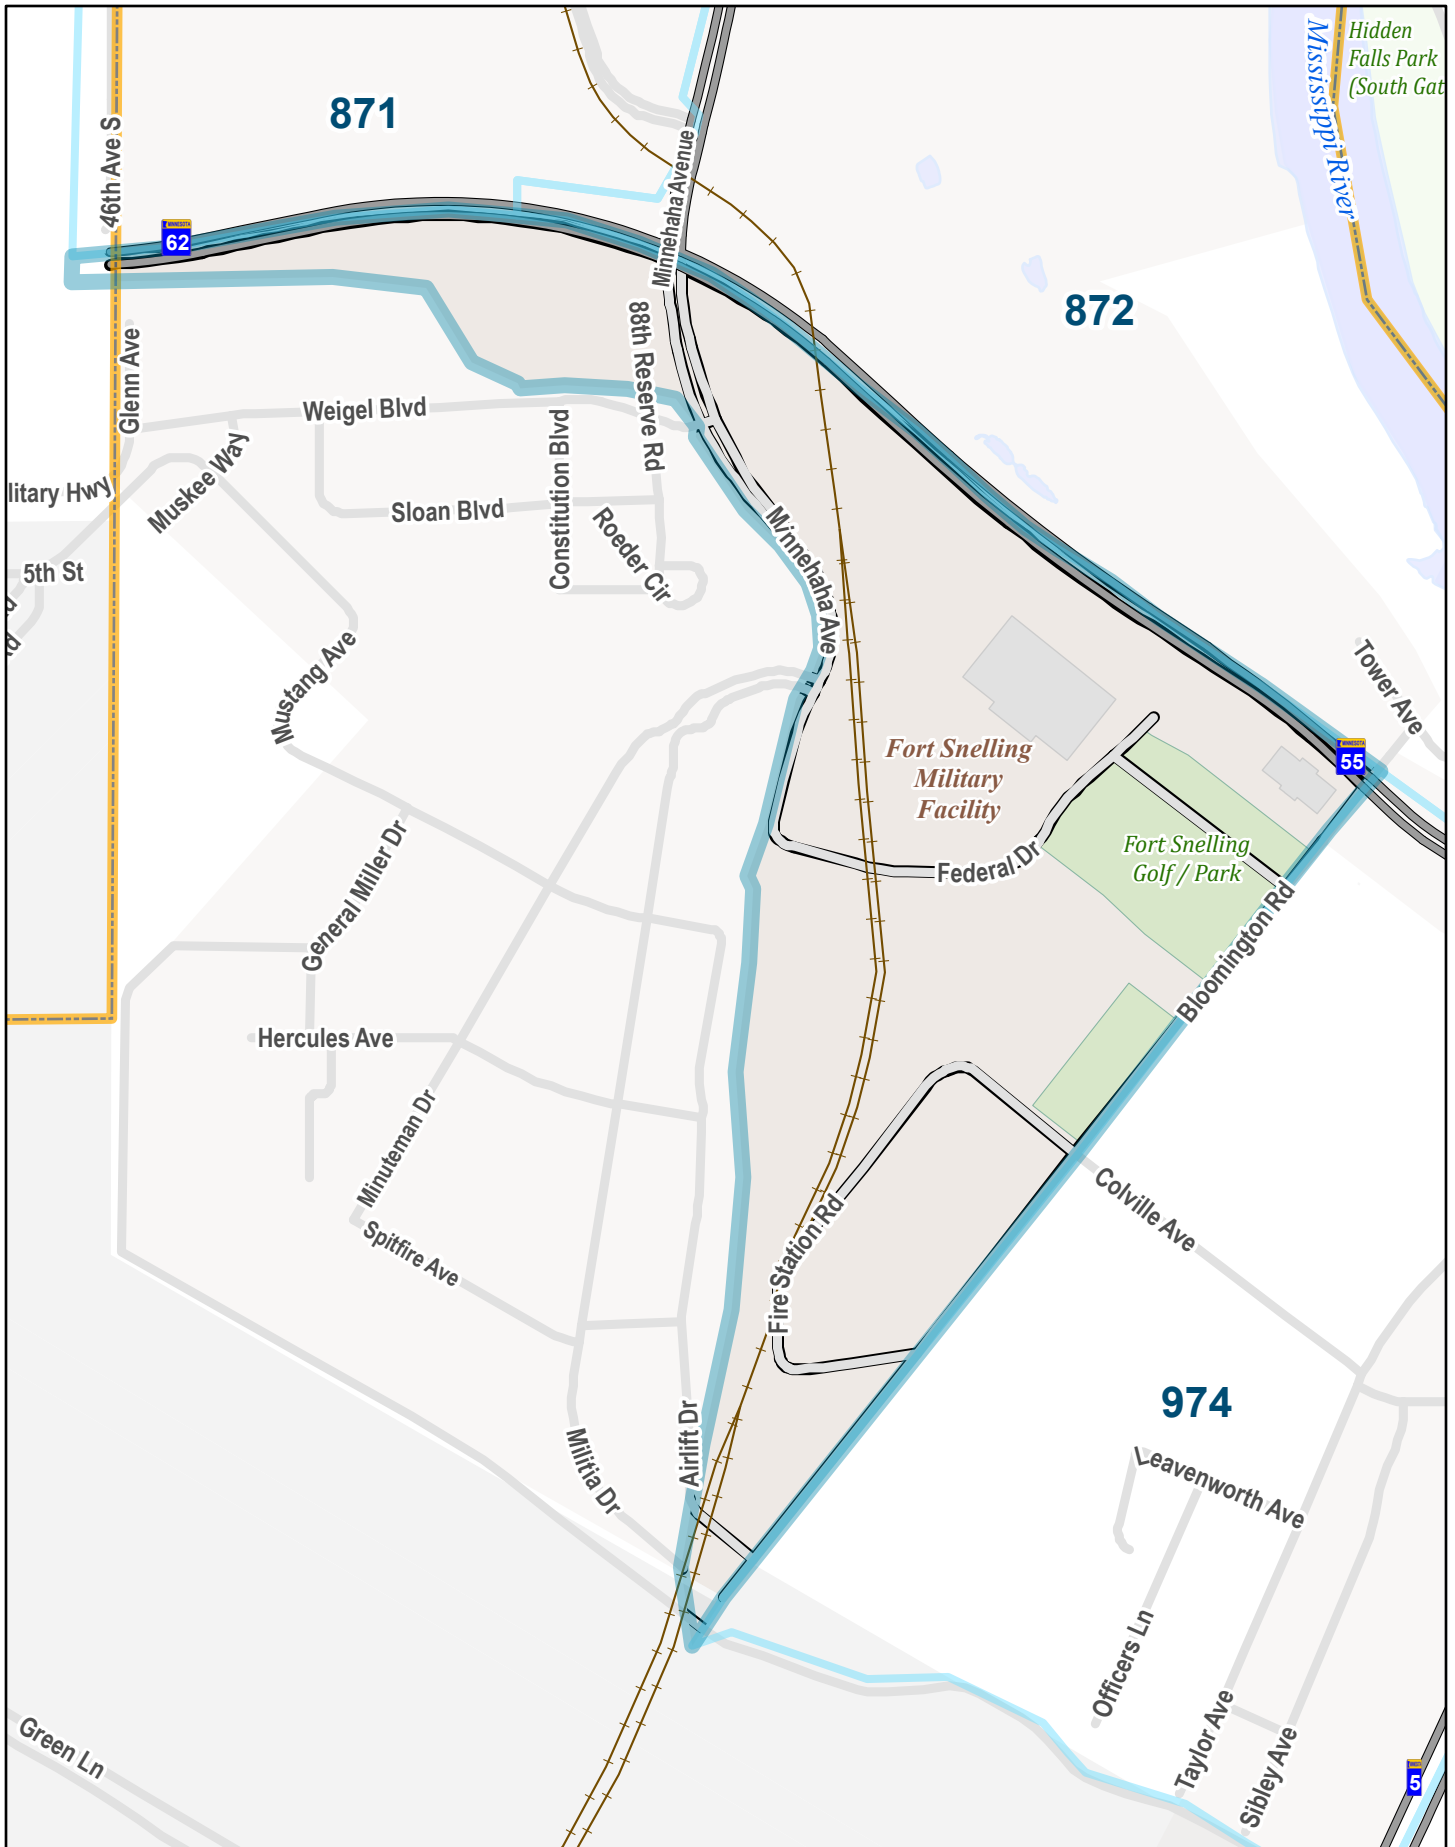 Hidden
Falls Park
(South Gat
Mississippi River
871
46th Ave S
MINNESOTA
62
Minnehaha Avenue
872
88th Reserve Rd
Glenn Ave
Weigel Blvd
Constitution Blvd
Muskee Way
litary Hwy
Sloan Blvd
Roeder Cir
Minnehaha Ave
5th St
Mustang Ave
Tower Ave
MINNESOTA
55
Fort Snelling
Military
Facility
Fort Snelling
Golf / Park
Federal Dr
General Miller Dr
Bloomington Rd
Hercules Ave
Minuteman Dr
Colville Ave
Spitfire Ave
Fire Station Rd
974
Airlift Dr
Militia Dr
Leavenworth Ave
Officers Ln
Taylor Ave
Sibley Ave
Green Ln
5